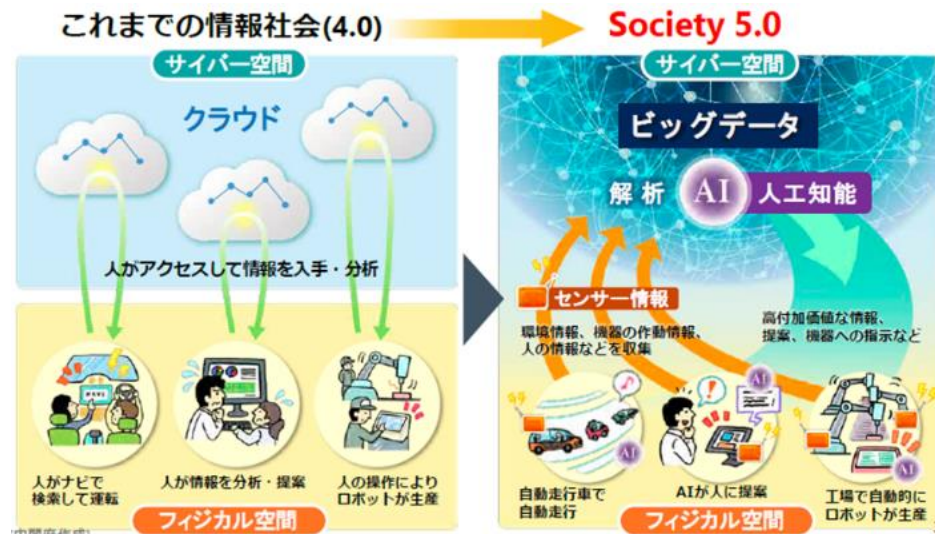 これまでの情報社会(4.0)
Society 5.0
サイバー空間
クラウド
人がアクセスして情報を入手・分析
人がナビで
検索して運転
人が情報を分析・提案
人の操作により
ロボットが生産
フィジカル空間
サイバー空間
ビッグデータ
解析
AI
人工知能
センサー情報
環境情報、機器の作動情報、
人の情報などを収集
高付加価値な情報、
提案、機器への指示など
AI
AI
AI
自動走行車で
自動走行
AIが人に提案
工場で自動的に
ロボットが生産
フィジカル空間